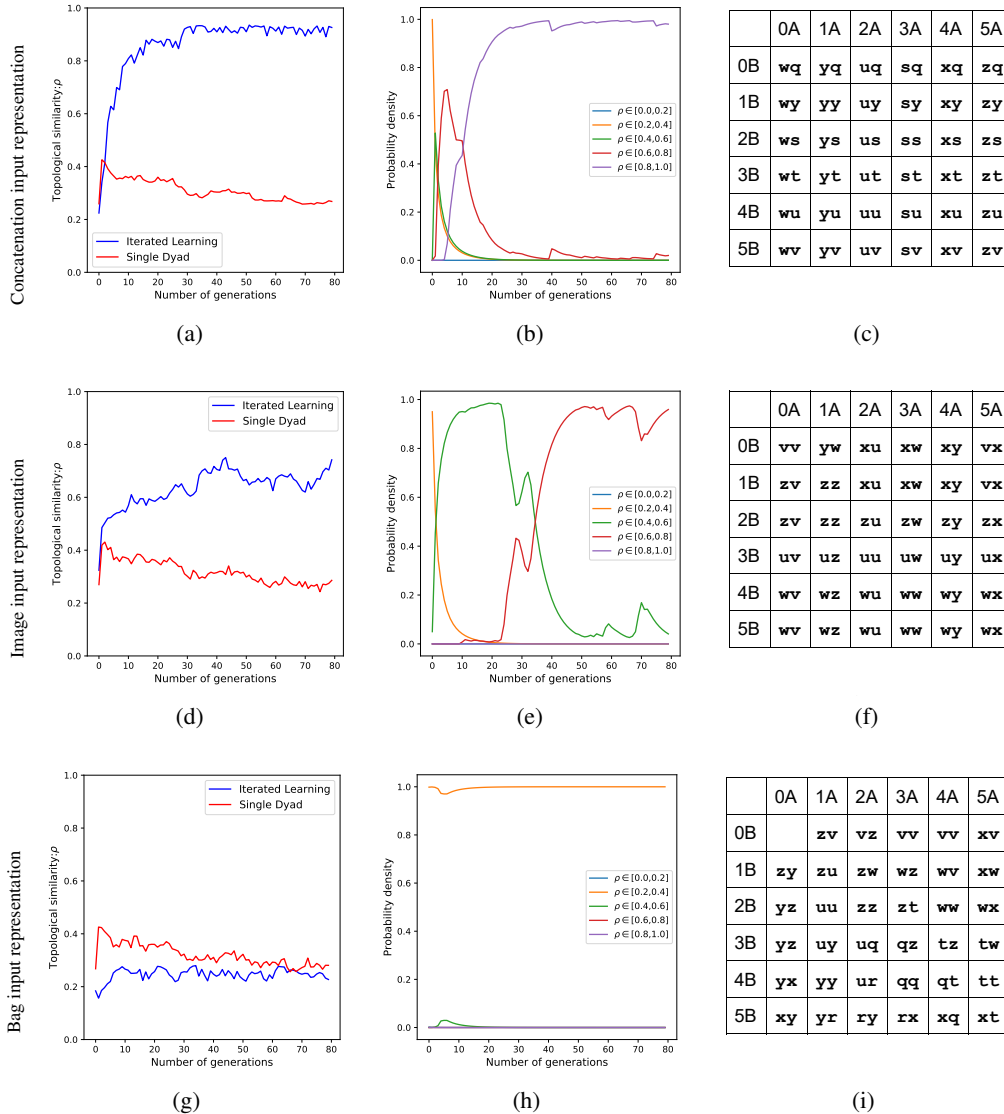 Concatenation input representation
Topological similarity:ρ
1.0
0.8
0.6
0.4
0.2
0.0
Iterated Learning
Single Dyad
0 10 20 30 40 50 60 70 80
Number of generations
(a)
Probability density
1.0
0.8
0.6
0.4
0.2
0.0
ρ∈[0.0,0.2]
ρ∈[0.2,0.4]
ρ∈[0.4,0.6]
ρ∈[0.6,0.8]
ρ∈[0.8,1.0]
0 10 20 30 40 50 60 70 80
Number of generations
(b)
0A 1A 2A 3A 4A 5A
0B wq yq uq sq xq zq
1B wy yy uy sy xy zy
2B ws ys us ss xs zs
3B wt yt ut st xt zt
4B wu yu uu su xu zu
5B wv yv uv sv xv zv
(c)
Image input representation
Topological similarity:ρ
1.0
0.8
0.6
0.4
0.2
0.0
Iterated Learning
Single Dyad
0 10 20 30 40 50 60 70 80
Number of generations
(d)
Probability density
1.0
0.8
0.6
0.4
0.2
0.0
ρ∈[0.0,0.2]
ρ∈[0.2,0.4]
ρ∈[0.4,0.6]
ρ∈[0.6,0.8]
ρ∈[0.8,1.0]
0 10 20 30 40 50 60 70 80
Number of generations
(e)
0A 1A 2A 3A 4A 5A
0B vv yw xu xw xy vx
1B zv zz xu xw xy vx
2B zv zz zu zw zy zx
3B uv uz uu uw uy ux
4B wv wz wu ww wy wx
5B wv wz wu ww wy wx
(f)
Bag input representation
Topological similarity:ρ
1.0
0.8
0.6
0.4
0.2
0.0
Iterated Learning
Single Dyad
0 10 20 30 40 50 60 70 80
Number of generations
(g)
Probability density
1.0
0.8
0.6
0.4
0.2
0.0
ρ∈[0.0,0.2]
ρ∈[0.2,0.4]
ρ∈[0.4,0.6]
ρ∈[0.6,0.8]
ρ∈[0.8,1.0]
0 10 20 30 40 50 60 70 80
Number of generations
(h)
0A 1A 2A 3A 4A 5A
0B zv vz vv vv xv
1B zy zu zw wz wv xw
2B yz uu zz zt ww wx
3B yz uy uq qz tz tw
4B yx yy ur qq qt tt
5B xy yr ry rx xq xt
(i)